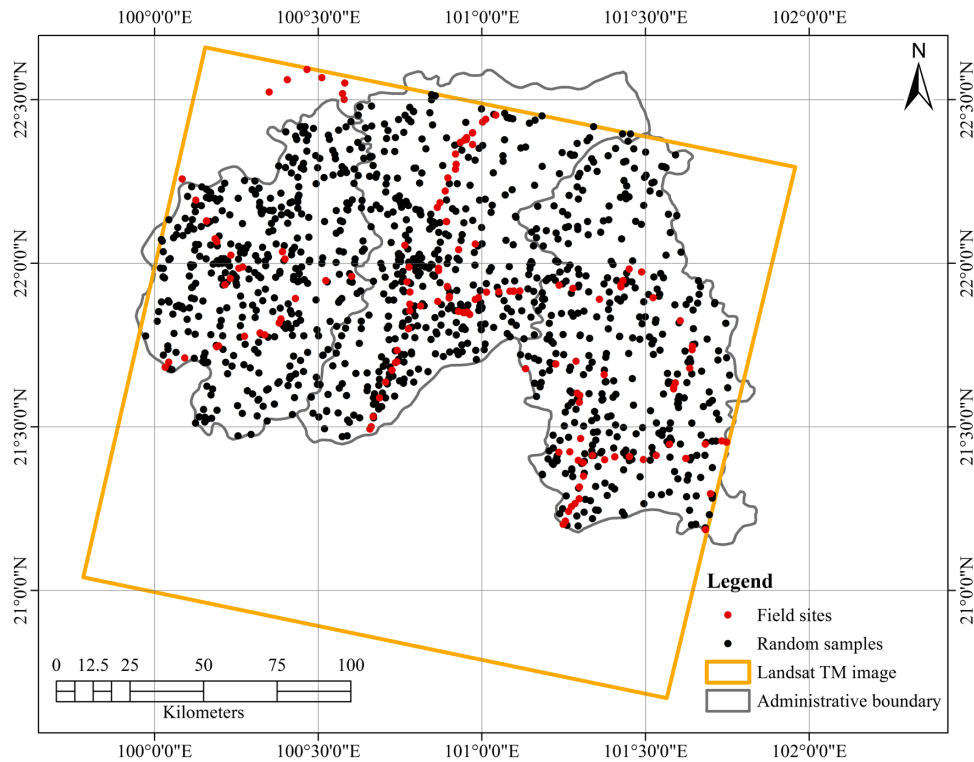 100°0'0"E 100°30'0"E 101°0'0"E 101°30'0"E 102°0'0"E
N
22°30'0"N 22°30'0"N
22°0'0"N 22°0'0"N
21°30'0"N 21°30'0"N
21°0'0"N 21°0'0"N
Legend
Field sites
Random samples
Landsat TM image
Administrative boundary
0 12.5 25 50 75 100
Kilometers
100°0'0"E 100°30'0"E 101°0'0"E 101°30'0"E 102°0'0"E